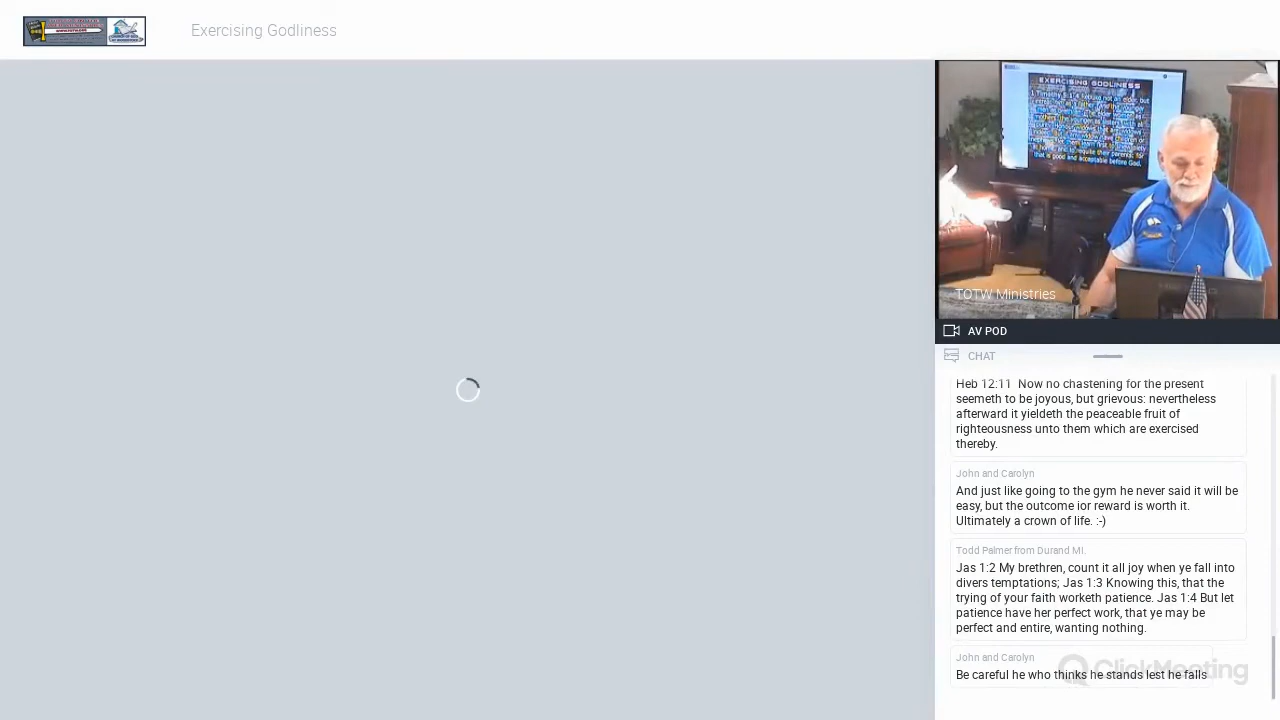 Exercising Godliness
EXERCISING GODLINESS
TOTW Ministries
AV POD
CHAT
Heb 12:11 Now no chastening for the present
seemeth to be joyous, but grievous: nevertheless
afterward it yieldeth the peaceable fruit of
righteousness unto them which are exercised
thereby.
John and Carolyn
And just like going to the gym he never said it will be
easy, but the outcome ior reward is worth it.
Ultimately a crown of life. :-)
Todd Palmer from Durand MI.
Jas 1:2 My brethren, count it all joy when ye fall into
divers temptations; Jas 1:3 Knowing this, that the
trying of your faith worketh patience. Jas 1:4 But let
patience have her perfect work, that ye may be
perfect and entire, wanting nothing.
John and Carolyn
Be careful he who thinks he stands lest he falls
ClickMeeting